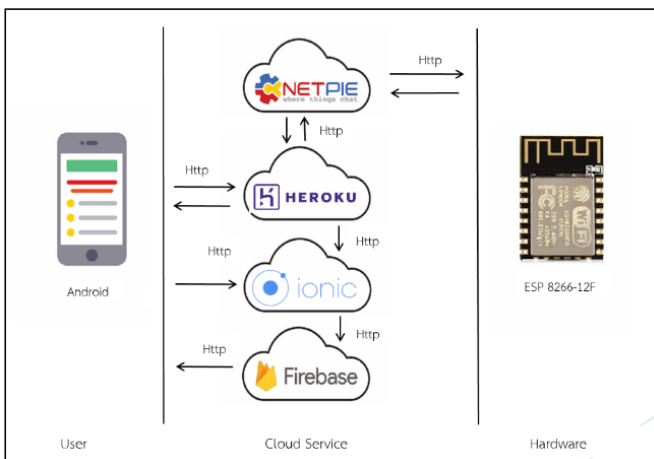 Http
NETPIE
where things chat
Http
Http
HEROKU
Http
Http
ionic
Android
ESP 8266-12F
Http
Http
Firebase
User
Cloud Service
Hardware